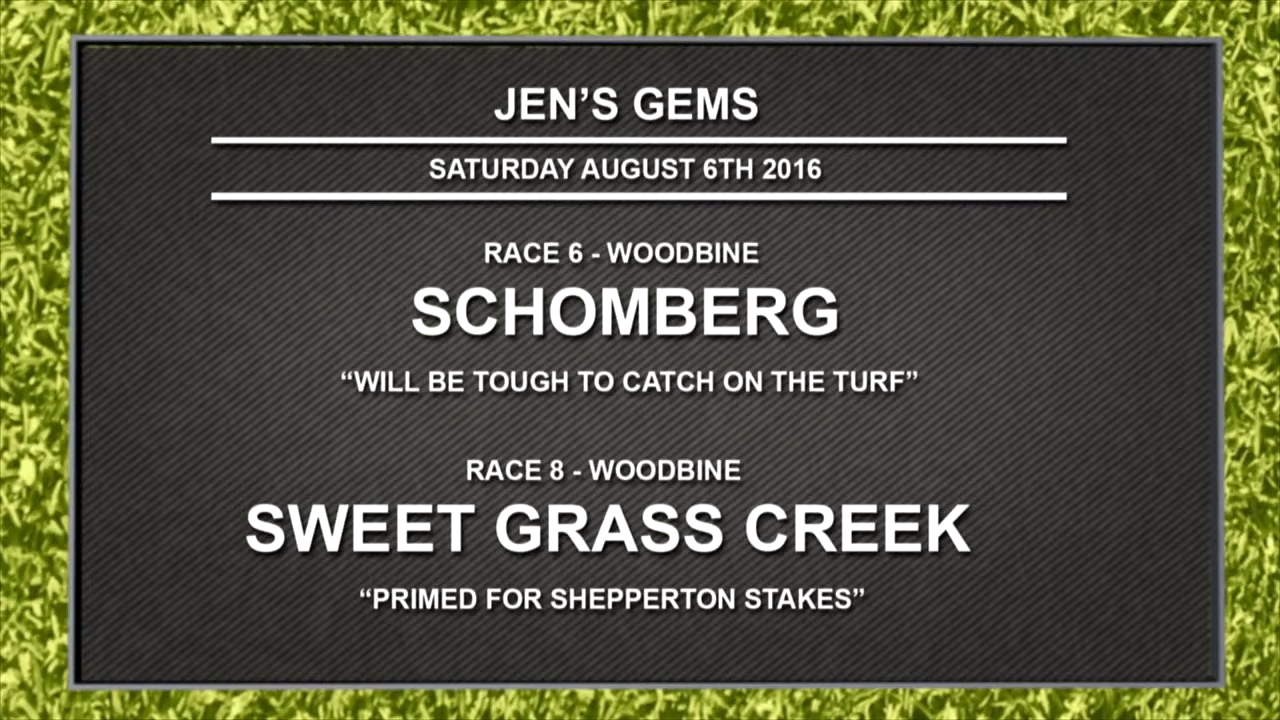 JEN’S GEMS
SATURDAY AUGUST 6TH 2016
RACE 6 - WOODBINE
SCHOMBERG
“WILL BE TOUGH TO CATCH ON THE TURF”
RACE 8 - WOODBINE
SWEET GRASS CREEK
“PRIMED FOR SHEPPERTON STAKES”